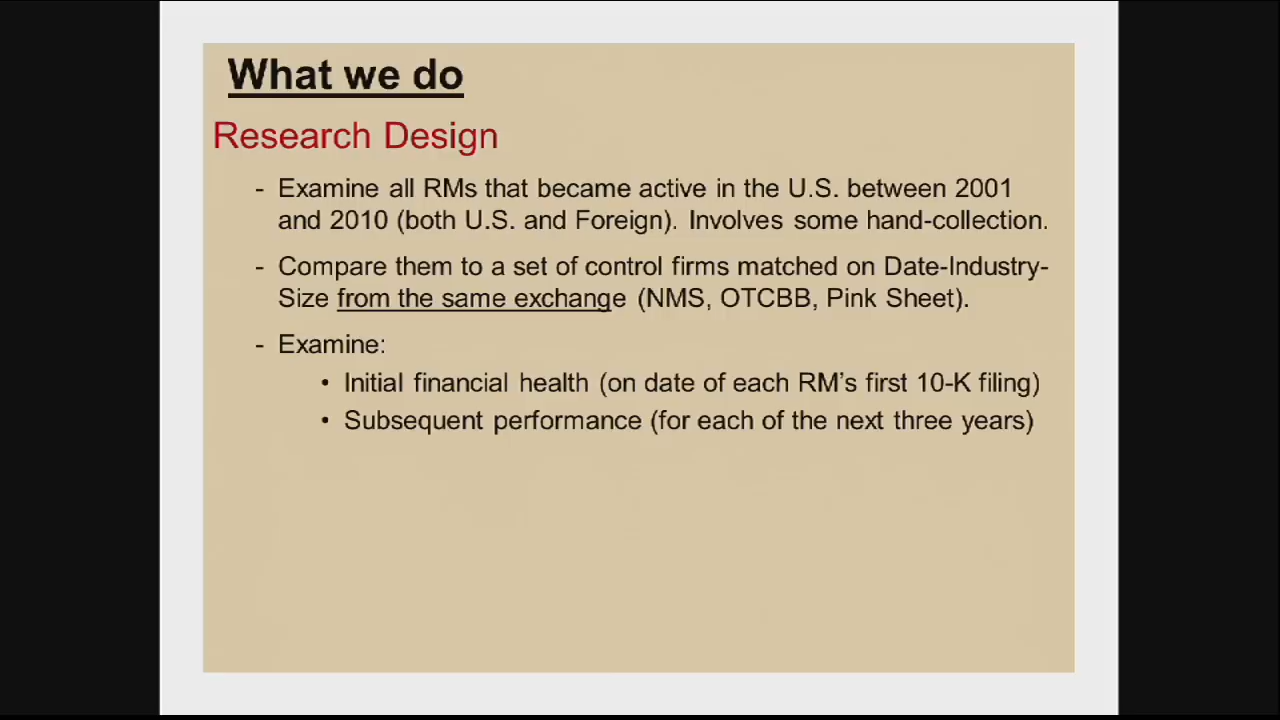 What we do
Research Design
- Examine all RMs that became active in the U.S. between 2001
and 2010 (both U.S. and Foreign). Involves some hand-collection.
- Compare them to a set of control firms matched on Date-Industry-
Size from the same exchange (NMS, OTCBB, Pink Sheet).
- Examine:
• Initial financial health (on date of each RM's first 10-K filing)
• Subsequent performance (for each of the next three years)